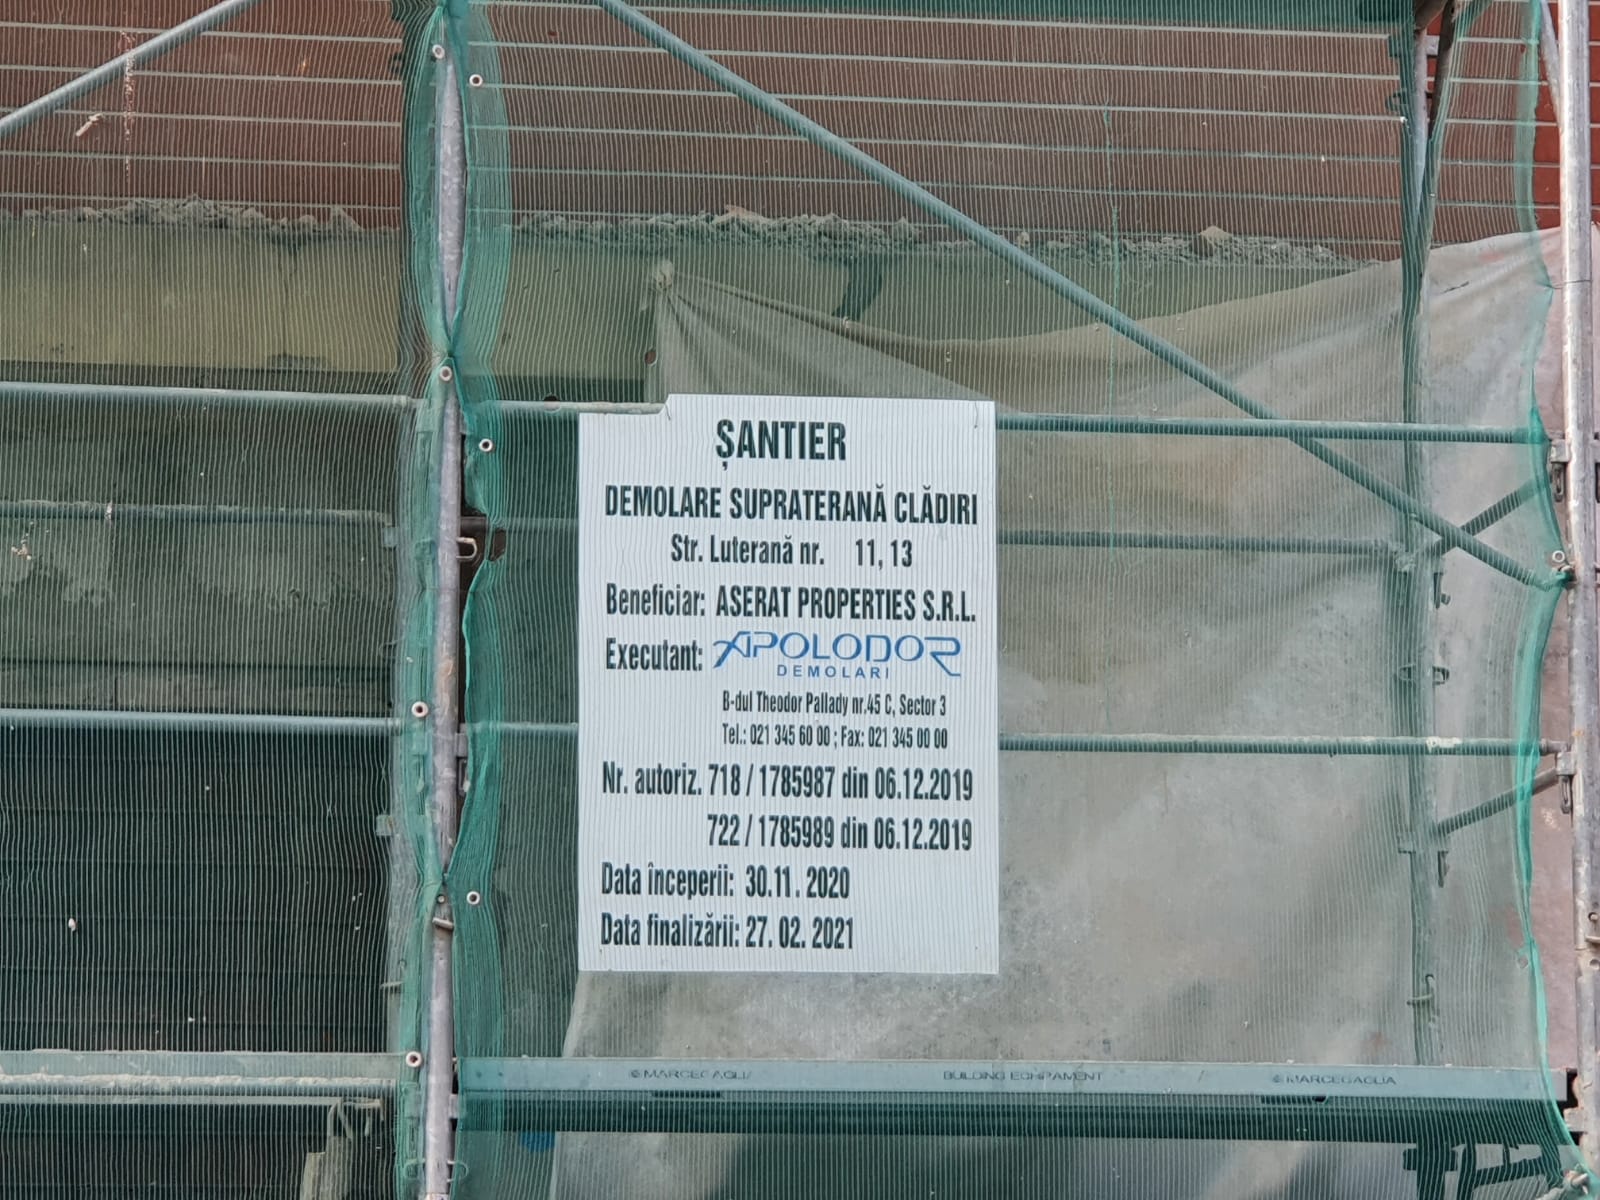 ȘANTIER
DEMOLARE SUPRATERANĂ CLĂDIRI
Str. Luterană nr. 11, 13
Beneficiar: ASERAT PROPERTIES S.R.L.
Executant: APOLODOR
DEMOLARI
B-dul Theodor Pallady nr.45 C, Sector 3
Tel.: 021 345 60 00 ; Fax: 021 345 00 00
Nr. autoriz. 718 / 1785987 din 06.12.2019
722 / 1785989 din 06.12.2019
Data începerii: 30.11. 2020
Data finalizării: 27. 02. 2021
© MARCEGAGLIA BUILDING ECHIPAMENT © MARCEGAGLIA